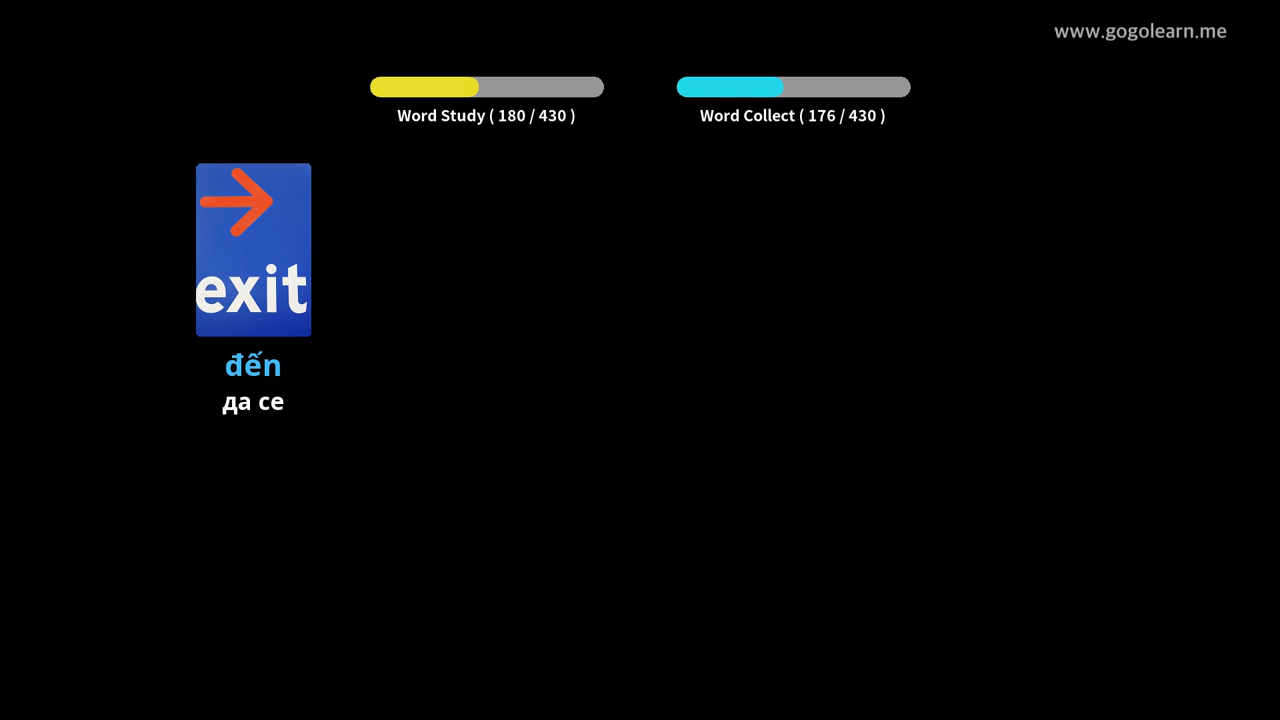 www.gogolearn.me
Word Study ( 180 / 430 )
Word Collect ( 176 / 430 )
exit
đến
да се